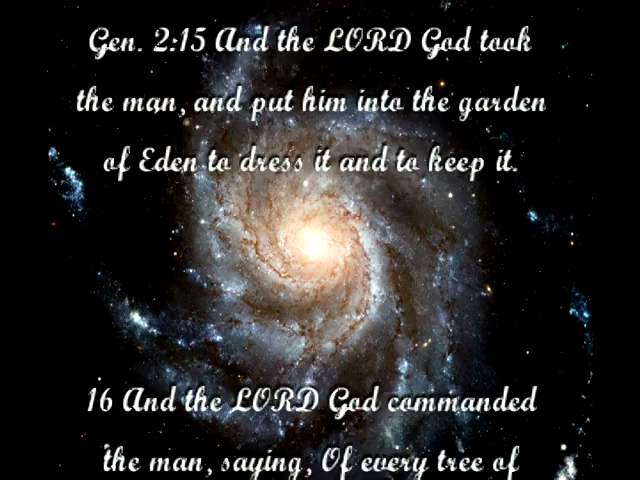 Gen. 2:15 And the LORD God took
the man, and put him into the garden
of Eden to dress it and to keep it.
16 And the LORD God commanded
the man, saying, Of every tree of